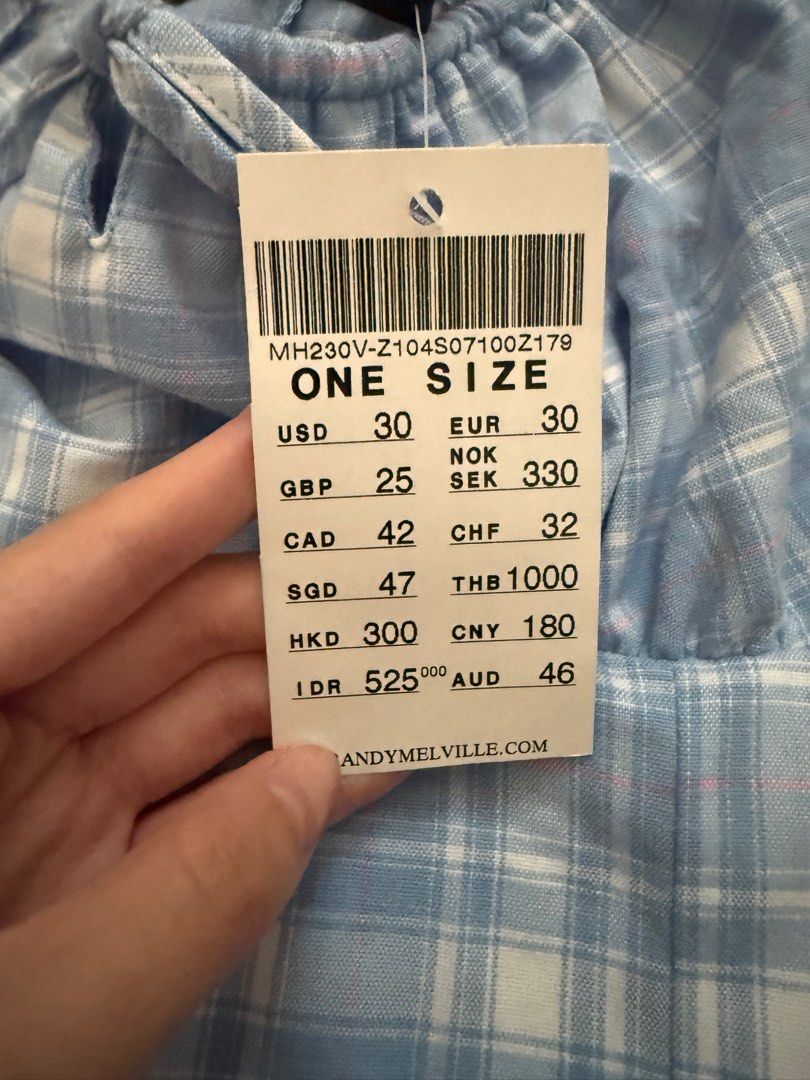 MH230V-Z104S07100Z179
ONE SIZE
USD 30 EUR 30
GBP 25 NOK SEK 330
CAD 42 CHF 32
SGD 47 THB 1000
HKD 300 CNY 180
IDR 525000 AUD 46
ANDYMELVILLE.COM